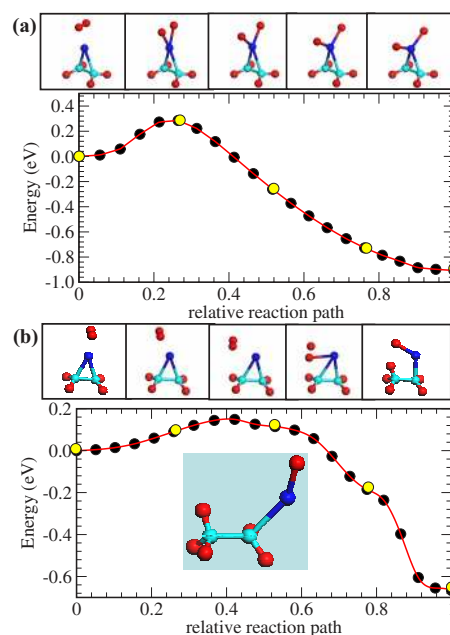 (a)
0.4
0.2
0.0
-0.2
-0.4
-0.6
-0.8
-1.0
Energy (eV)
0 0.2 0.4 0.6 0.8
relative reaction path
(b)
0.2
0.0
-0.2
-0.4
-0.6
Energy (eV)
0 0.2 0.4 0.6 0.8 1
relative reaction path